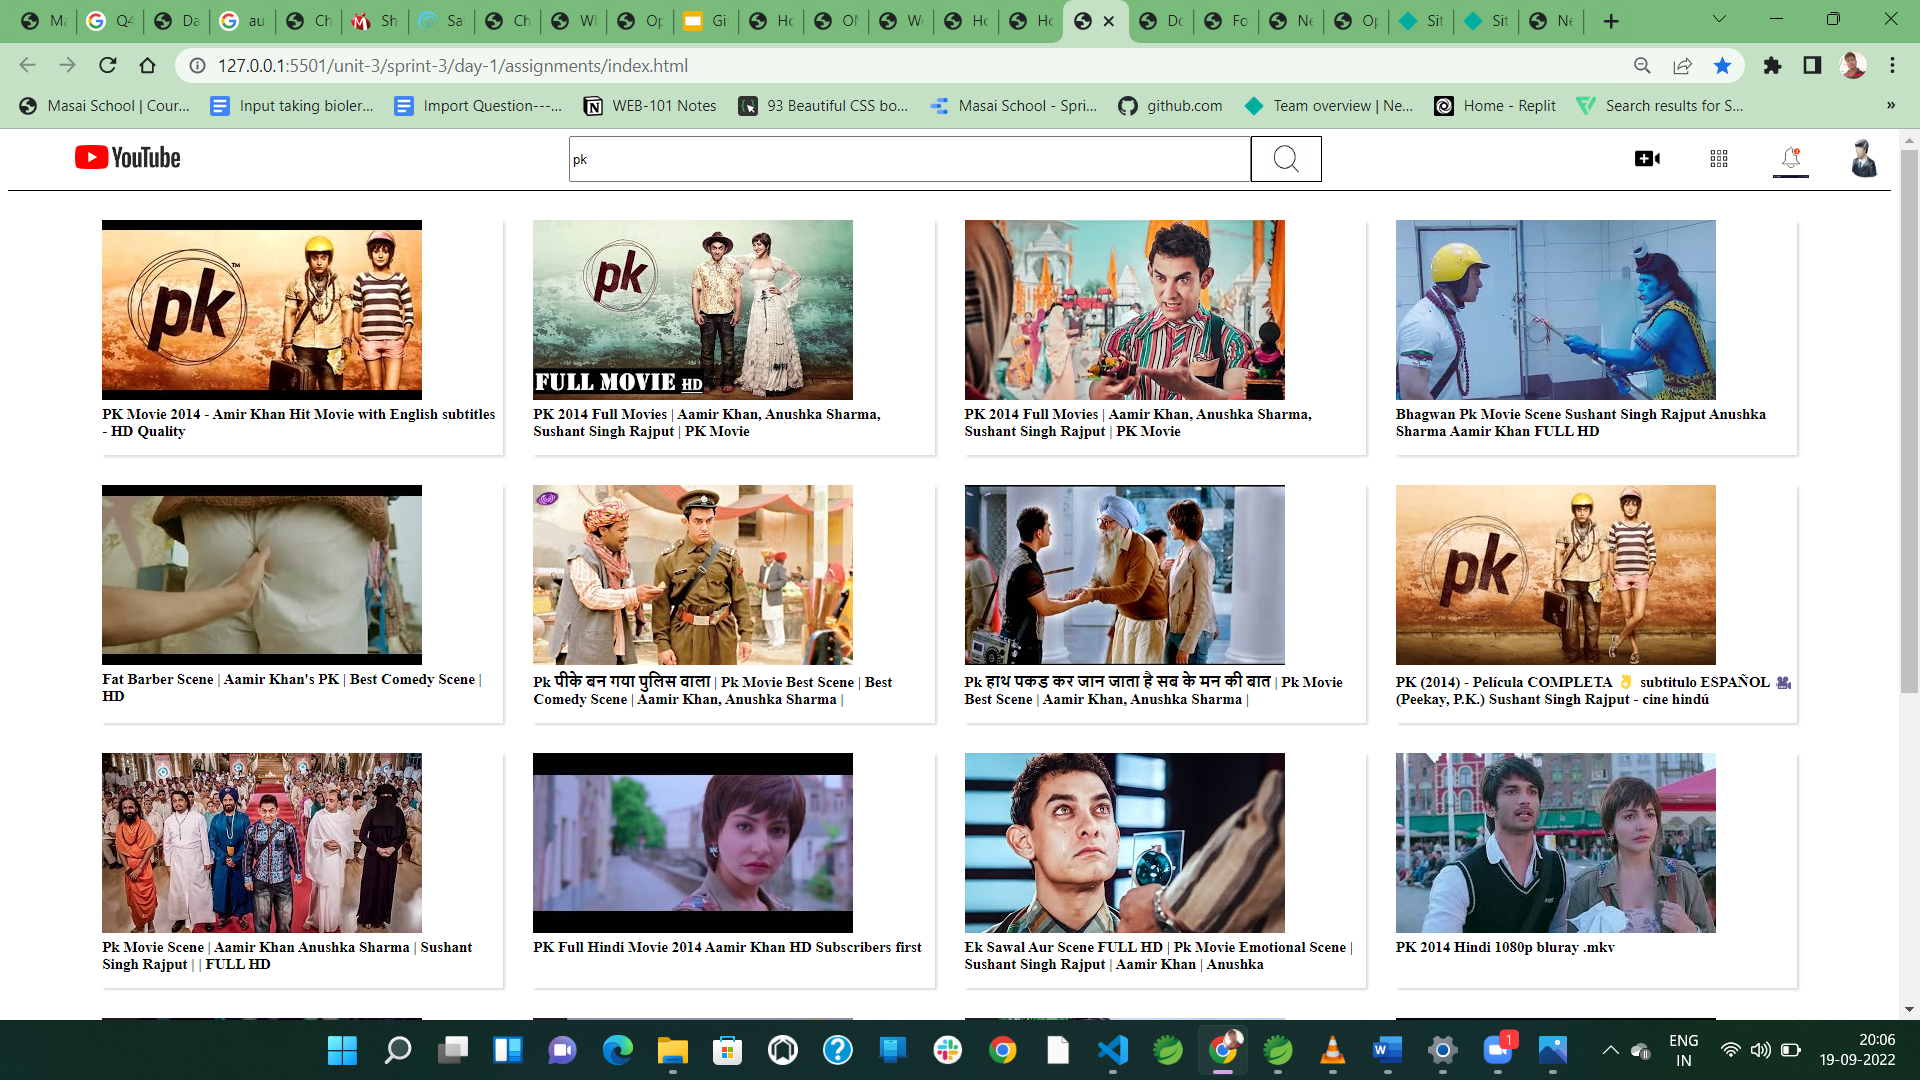 Ma
Q4
Da
au
Ch
Sh
Sa
Ch
Wh
Op
Git
Ho
Of
We
Ho
Ho
Do
Fo
Ne
Op
Sit
Sit
Ne
127.0.0.1:5501/unit-3/sprint-3/day-1/assignments/index.html
Masai School | Cour...
Input taking bioler...
Import Question---...
WEB-101 Notes
93 Beautiful CSS bo...
Masai School - Spri...
github.com
Team overview | Ne...
Home - Replit
Search results for S...
»
YouTube
pk
pk ™
pk
FULL MOVIE HD
PK Movie 2014 - Amir Khan Hit Movie with English subtitles
- HD Quality
PK 2014 Full Movies | Aamir Khan, Anushka Sharma,
Sushant Singh Rajput | PK Movie
PK 2014 Full Movies | Aamir Khan, Anushka Sharma,
Sushant Singh Rajput | PK Movie
Bhagwan Pk Movie Scene Sushant Singh Rajput Anushka
Sharma Aamir Khan FULL HD
pk
Fat Barber Scene | Aamir Khan's PK | Best Comedy Scene |
HD
Pk पीके बन गया पुलिस वाला | Pk Movie Best Scene | Best
Comedy Scene | Aamir Khan, Anushka Sharma |
Pk हाथ पकड कर जान जाता है सब के मन की बात | Pk Movie
Best Scene | Aamir Khan, Anushka Sharma |
PK (2014) - Película COMPLETA 👌 subtitulo ESPAÑOL 🎥
(Peekay, P.K.) Sushant Singh Rajput - cine hindú
Pk Movie Scene | Aamir Khan Anushka Sharma | Sushant
Singh Rajput | | FULL HD
PK Full Hindi Movie 2014 Aamir Khan HD Subscribers first
Ek Sawal Aur Scene FULL HD | Pk Movie Emotional Scene |
Sushant Singh Rajput | Aamir Khan | Anushka
PK 2014 Hindi 1080p bluray .mkv
1
ENG
IN
20:06
19-09-2022